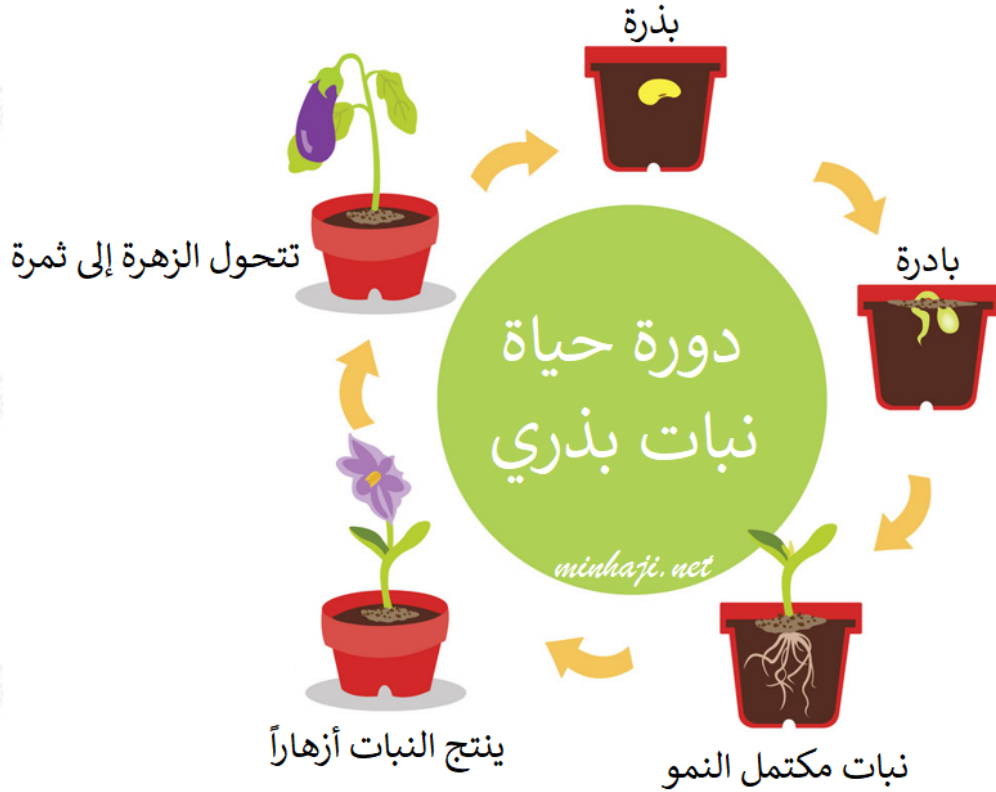 بذرة
بادرة
تتحول الزهرة إلى ثمرة
دورة حياة
نبات بذري
minhaji.net
ينتج النبات أزهاراً
نبات مكتمل النمو